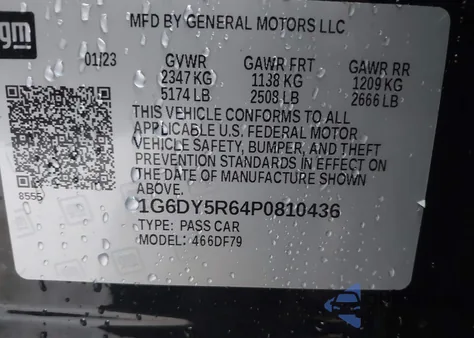 gm
MFD BY GENERAL MOTORS LLC
01/23 GVWR GAWR FRT GAWR RR
2347 KG 1138 KG 1209 KG
5174 LB 2508 LB 2666 LB
THIS VEHICLE CONFORMS TO ALL
APPLICABLE U.S. FEDERAL MOTOR
VEHICLE SAFETY, BUMPER, AND THEFT
PREVENTION STANDARDS IN EFFECT ON
THE DATE OF MANUFACTURE SHOWN
ABOVE.
8555
1G6DY5R64P0810436
TYPE: PASS CAR
MODEL: 466DF79